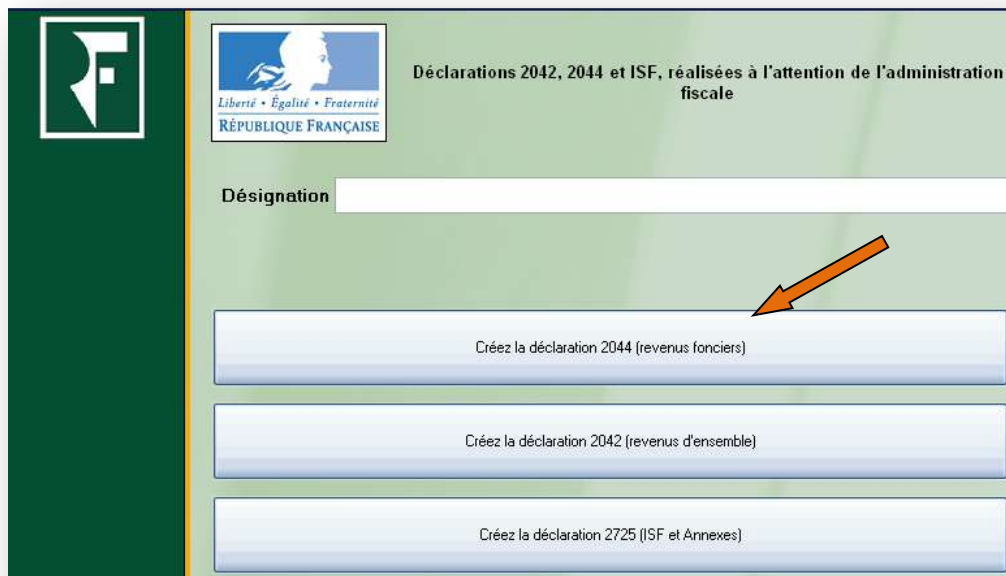 Liberté • Égalité • Fraternité
RÉPUBLIQUE FRANÇAISE
Déclarations 2042, 2044 et ISF, réalisées à l'attention de l'administration
fiscale
Désignation
Créez la déclaration 2044 (revenus fonciers)
Créez la déclaration 2042 (revenus d'ensemble)
Créez la déclaration 2725 (ISF et Annexes)